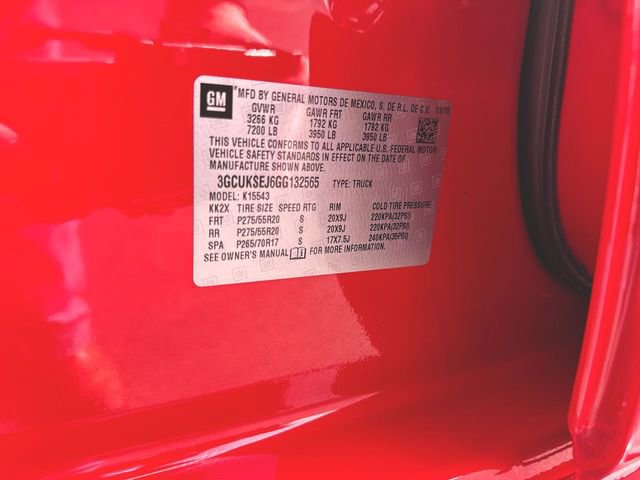 GM
*MFD BY GENERAL MOTORS DE MEXICO, S. DE R.L. DE C.V. 11/15
GVWR GAWR FRT GAWR RR
3266 KG 1792 KG 1792 KG
7200 LB 3950 LB 3950 LB
THIS VEHICLE CONFORMS TO ALL APPLICABLE U.S. FEDERAL MOTOR
VEHICLE SAFETY STANDARDS IN EFFECT ON THE DATE OF
MANUFACTURE SHOWN ABOVE.
3GCUKSEJ6GG132565 TYPE: TRUCK
MODEL: K15543
KK2X TIRE SIZE SPEED RTG RIM COLD TIRE PRESSURE
FRT P275/55R20 S 20X9J 220KPA(32PSI)
RR P275/55R20 S 20X9J 220KPA(32PSI)
SPA P265/70R17 S 17X7.5J 240KPA(35PSI)
SEE OWNER'S MANUAL FOR MORE INFORMATION.